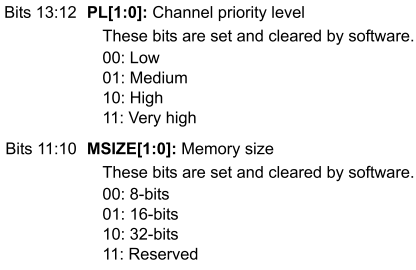 Bits 13:12 PL[1:0]: Channel priority level
These bits are set and cleared by software.
00: Low
01: Medium
10: High
11: Very high
Bits 11:10 MSIZE[1:0]: Memory size
These bits are set and cleared by software.
00: 8-bits
01: 16-bits
10: 32-bits
11: Reserved